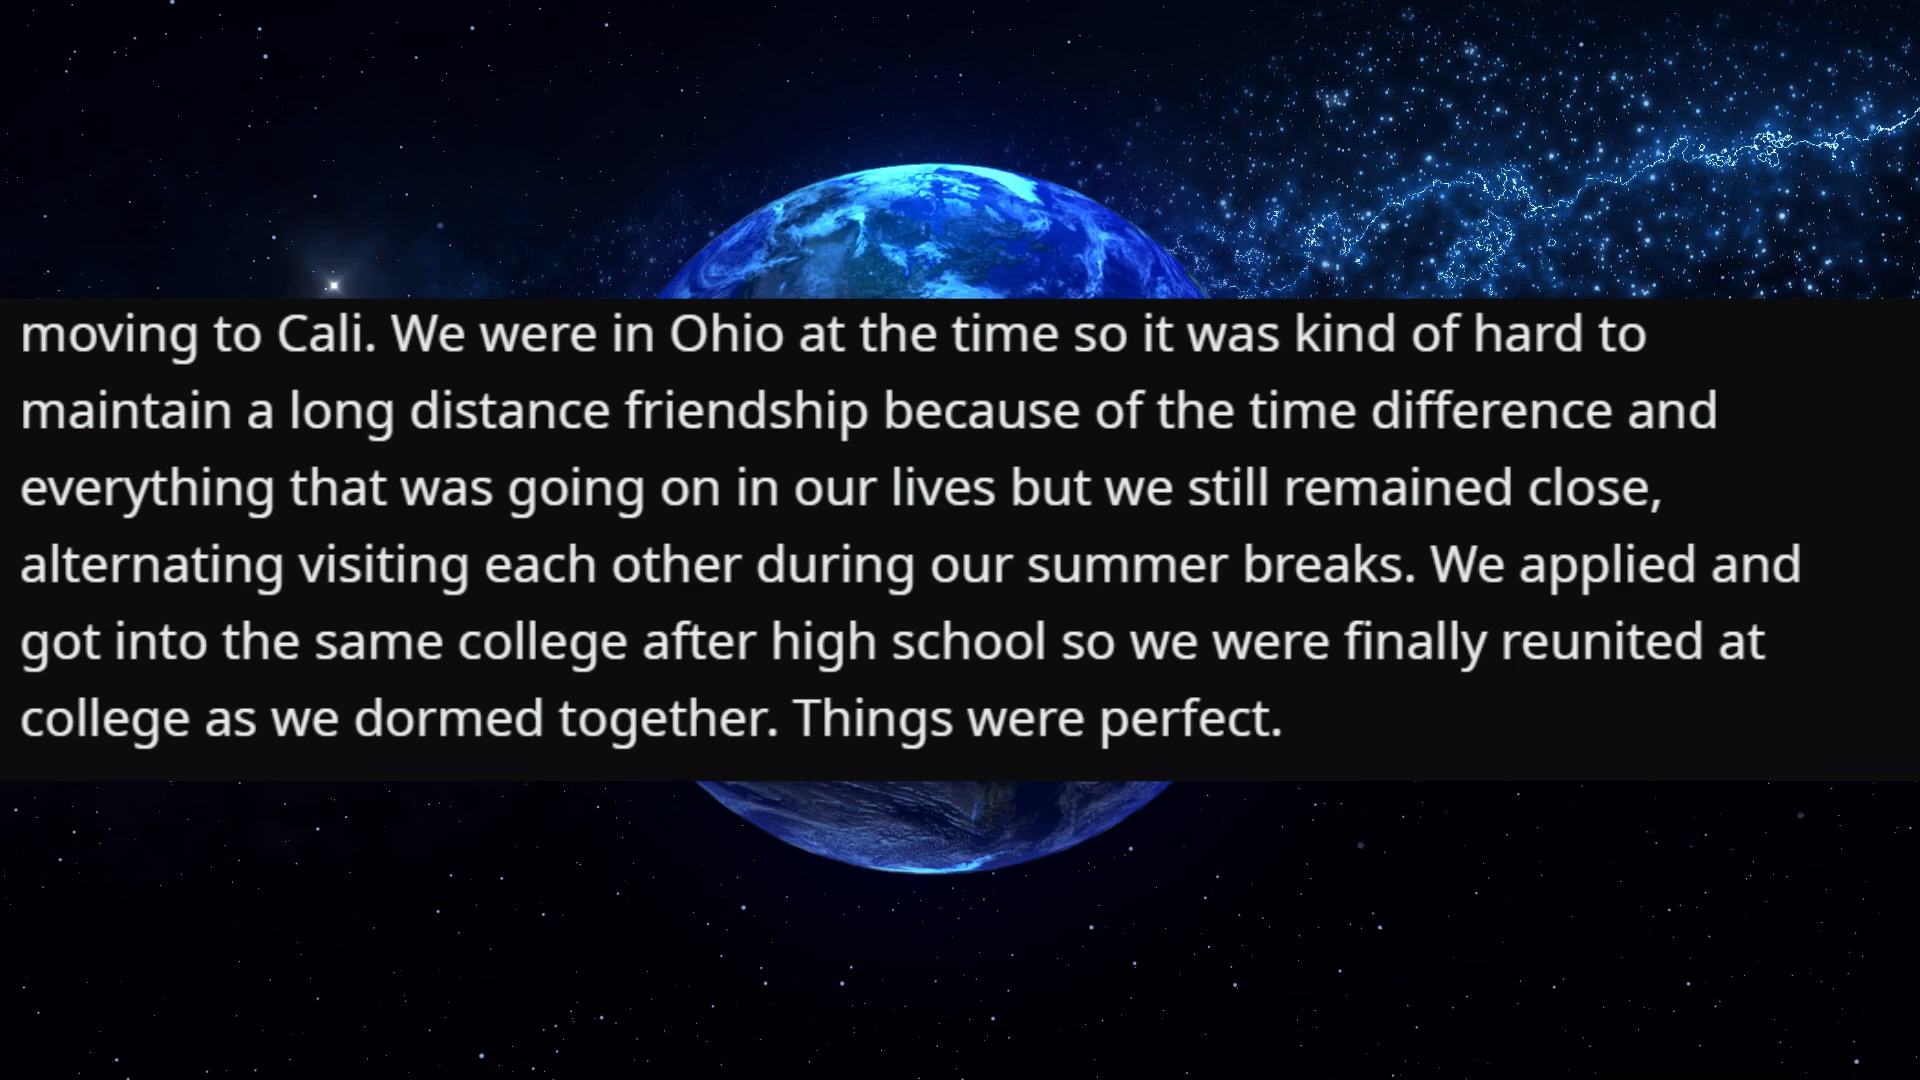 moving to Cali. We were in Ohio at the time so it was kind of hard to
maintain a long distance friendship because of the time difference and
everything that was going on in our lives but we still remained close,
alternating visiting each other during our summer breaks. We applied and
got into the same college after high school so we were finally reunited at
college as we dormed together. Things were perfect.